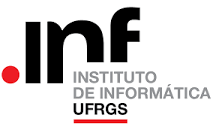 .inf
INSTITUTO
DE INFORMÁTICA
UFRGS